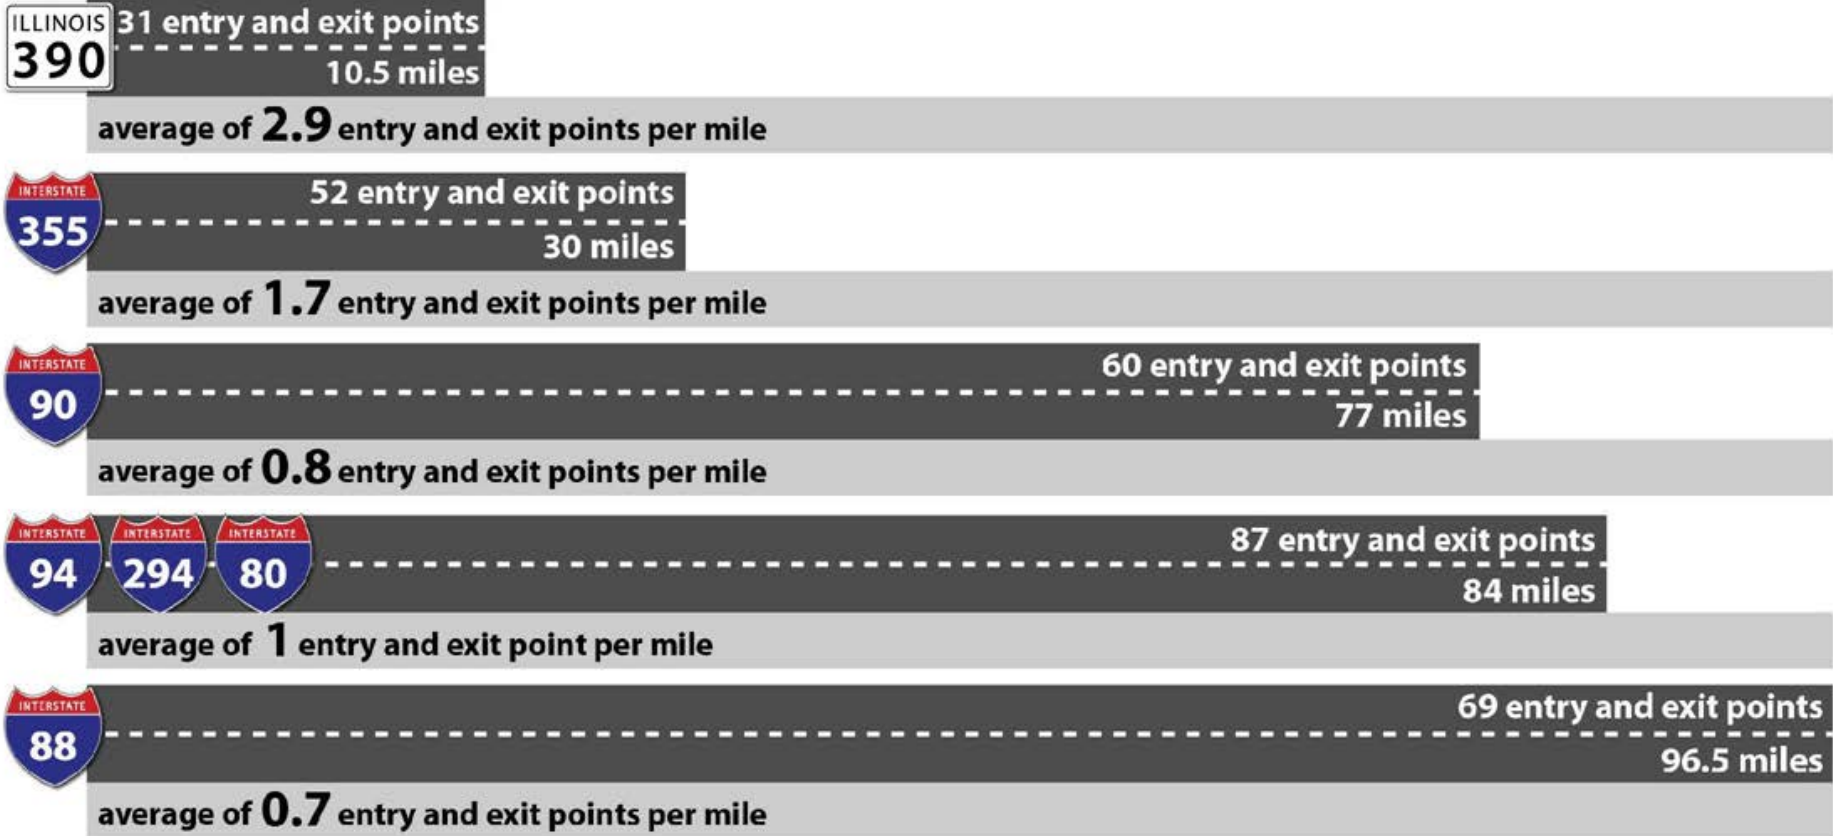 ILLINOIS
390
31 entry and exit points
10.5 miles
average of 2.9 entry and exit points per mile
INTERSTATE
355
52 entry and exit points
30 miles
average of 1.7 entry and exit points per mile
INTERSTATE
90
60 entry and exit points
77 miles
average of 0.8 entry and exit points per mile
INTERSTATE
94
INTERSTATE
294
INTERSTATE
80
87 entry and exit points
84 miles
average of 1 entry and exit point per mile
INTERSTATE
88
69 entry and exit points
96.5 miles
average of 0.7 entry and exit points per mile